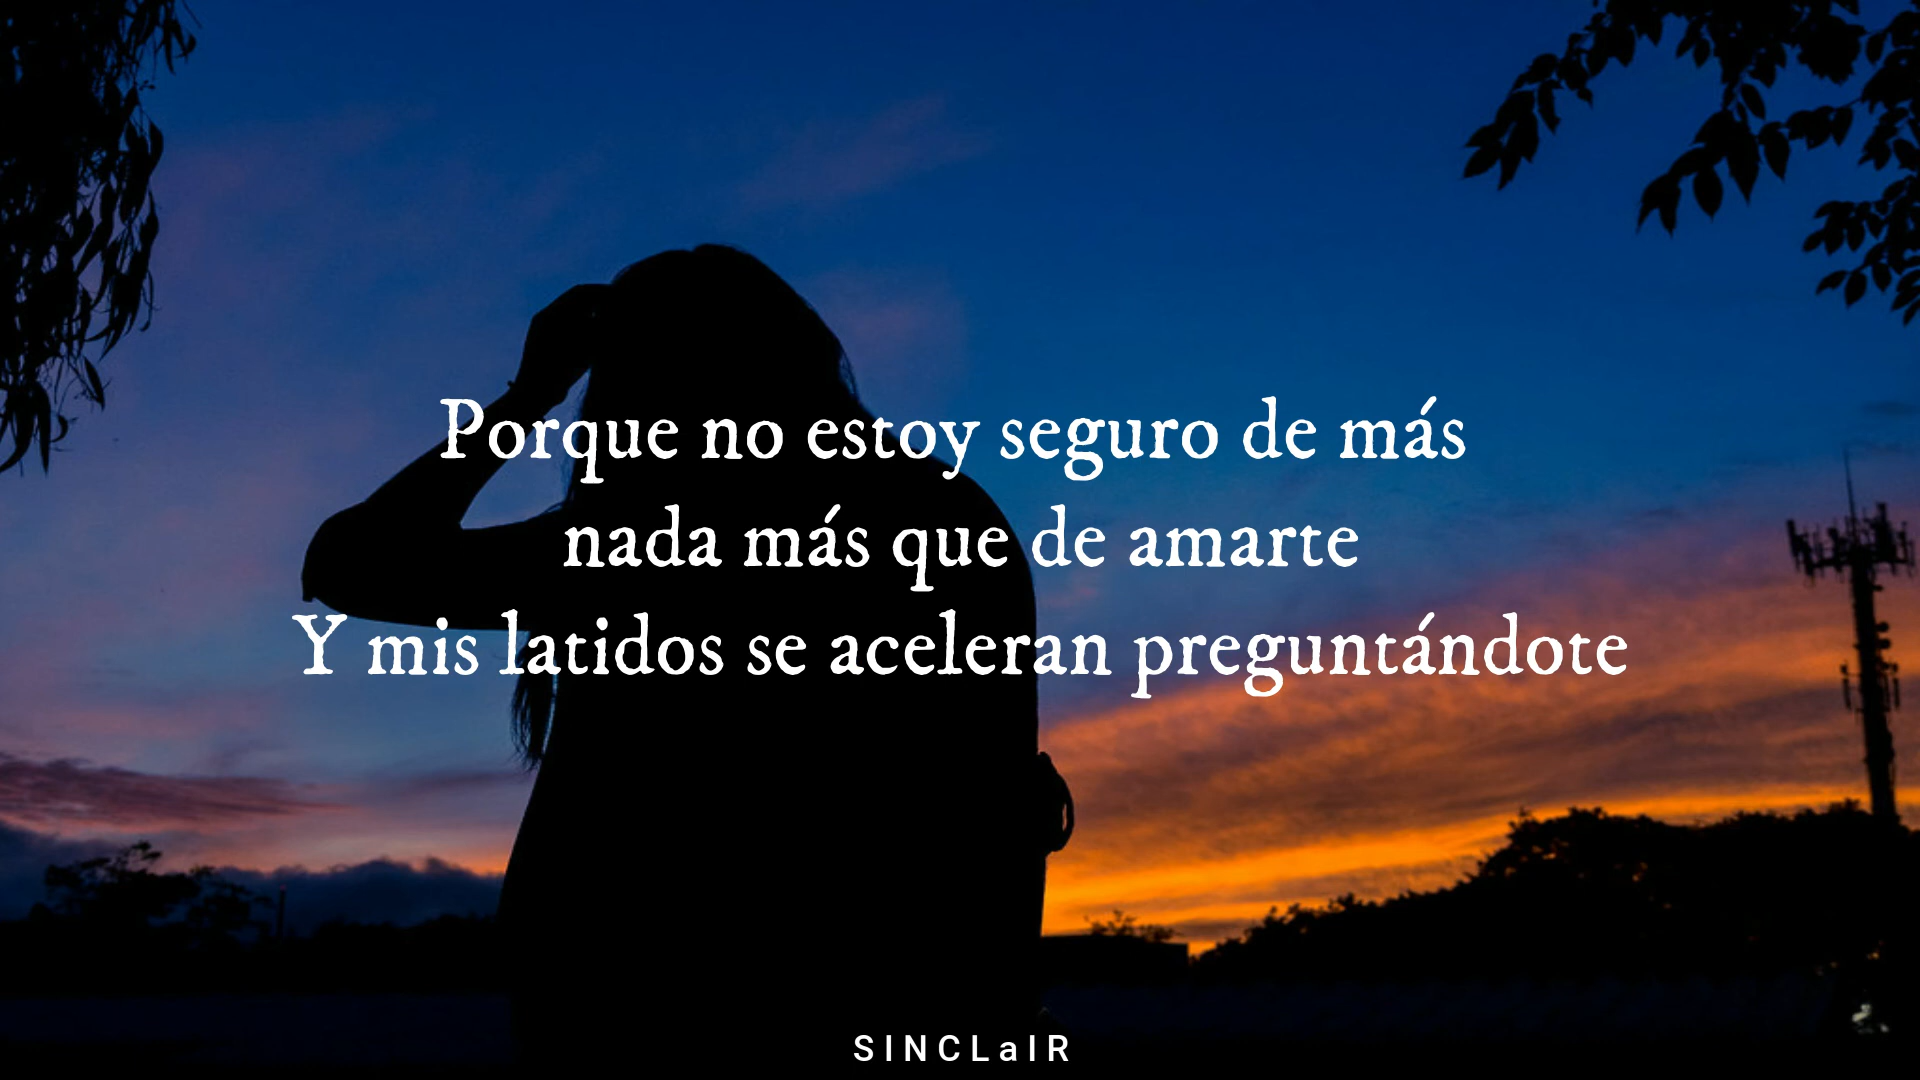 Porque no estoy seguro de más
nada más que de amarte
Y mis latidos se aceleran preguntándote
SINCLaIR